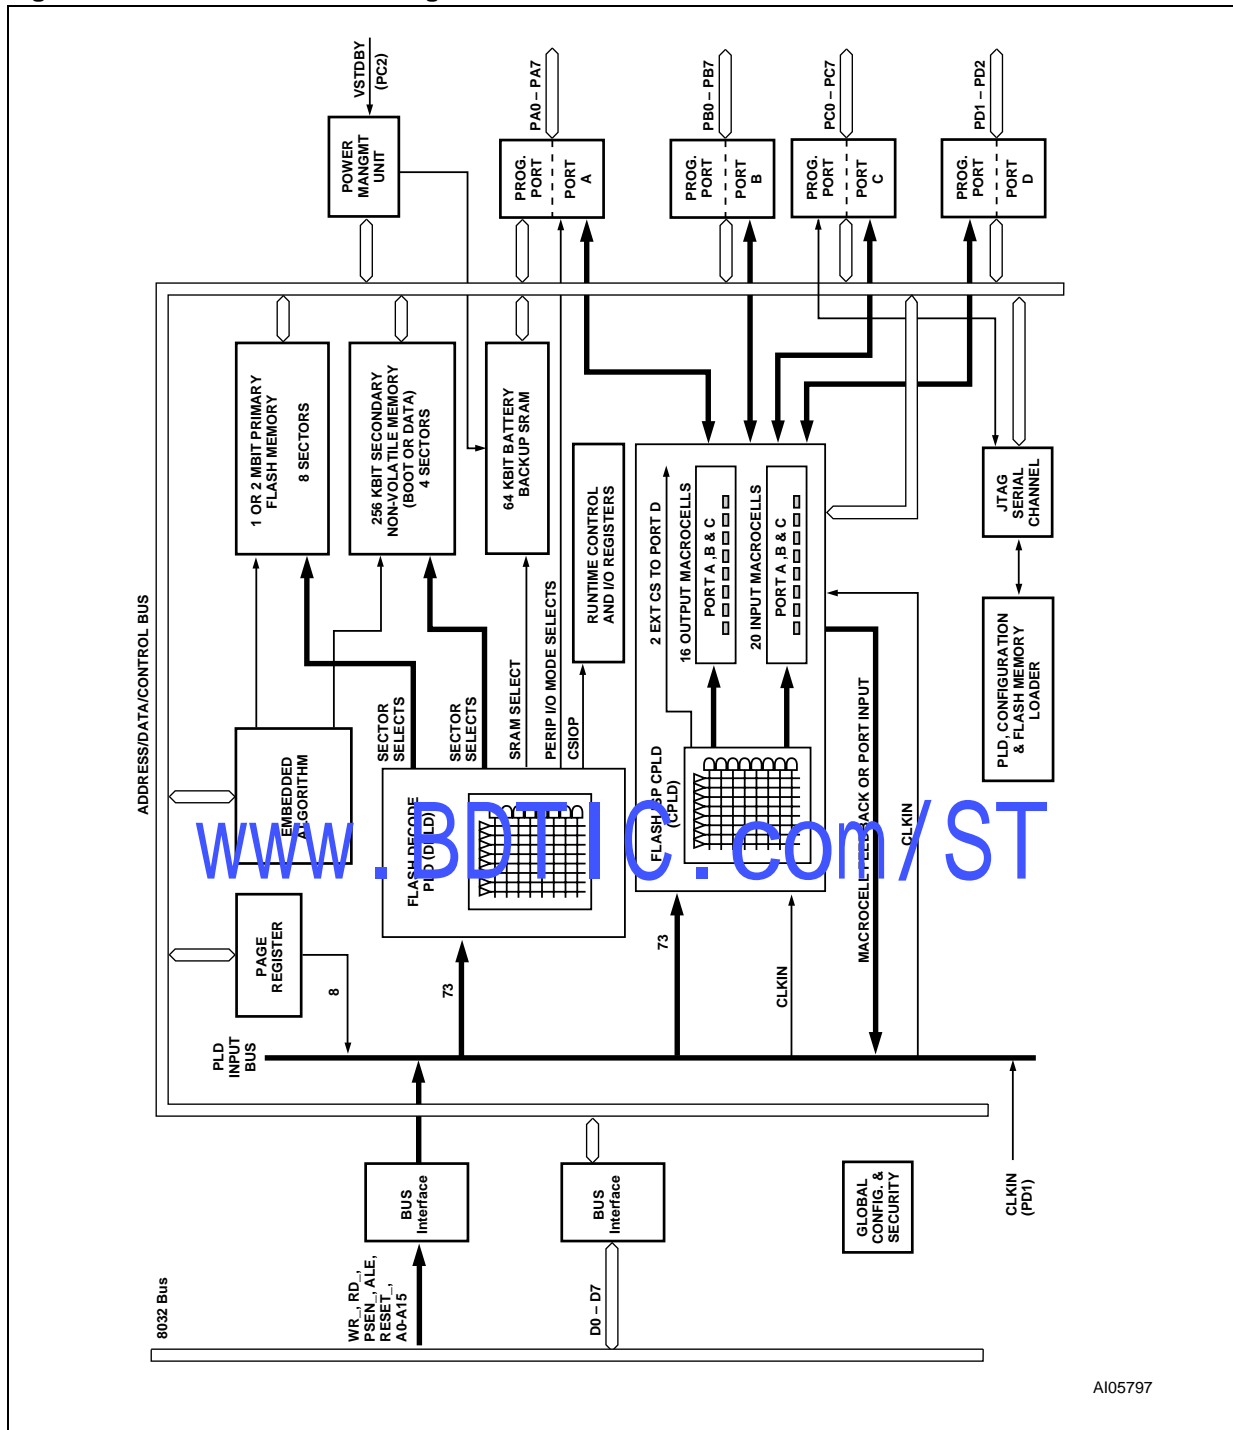 VSTDBY
(PC2)
PA0 – PA7
PB0 – PB7
PC0 – PC7
PD1 – PD2
POWER
MANGMT
UNIT
PROG.
PORT
PORT
A
PROG.
PORT
PORT
B
PROG.
PORT
PORT
C
PROG.
PORT
PORT
D
ADDRESS/DATA/CONTROL BUS
1 OR 2 MBIT PRIMARY
FLASH MEMORY
8 SECTORS
256 KBIT SECONDARY
NON-VOLATILE MEMORY
(BOOT OR DATA)
4 SECTORS
64 KBIT BATTERY
BACKUP SRAM
RUNTIME CONTROL
AND I/O REGISTERS
2 EXT CS TO PORT D
16 OUTPUT MACROCELLS
PORT A ,B & C
20 INPUT MACROCELLS
PORT A ,B & C
JTAG
SERIAL
CHANNEL
PLD, CONFIGURATION
& FLASH MEMORY
LOADER
SECTOR
SELECTS
SECTOR
SELECTS
SRAM SELECT
PERIP I/O MODE SELECTS
CSIOP
EMBEDDED
ALGORITHM
FLASH DECODE
PLD (DPLD)
FLASH ISP CPLD
(CPLD)
MACROCELL FEEDBACK OR PORT INPUT
CLKIN
www.BDTIC.com/ST
PAGE
REGISTER
8
73
73
CLKIN
PLD
INPUT
BUS
BUS
Interface
BUS
Interface
GLOBAL
CONFIG. &
SECURITY
CLKIN
(PD1)
8032 Bus
WR_, RD_,
PSEN_, ALE,
RESET_,
A0-A15
D0 – D7
AI05797